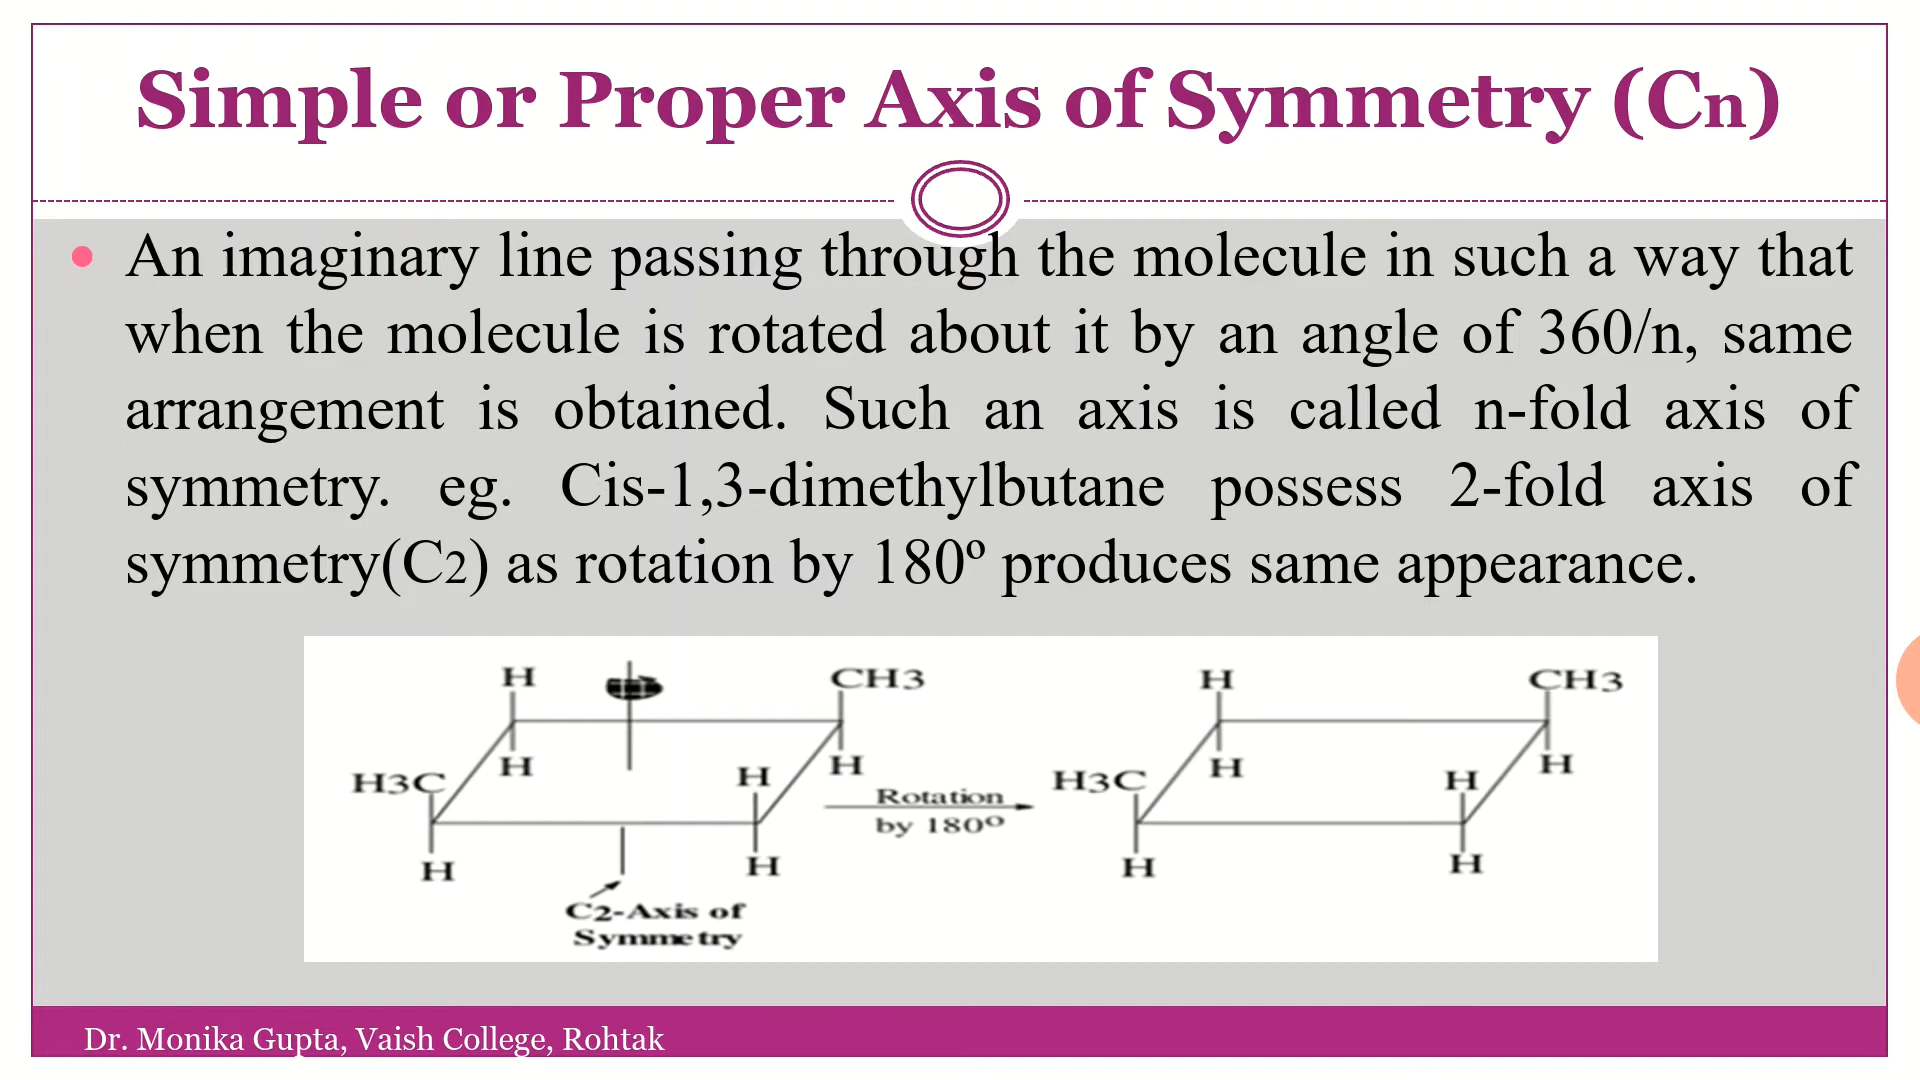 Simple or Proper Axis of Symmetry (Cn)
An imaginary line passing through the molecule in such a way that
when the molecule is rotated about it by an angle of 360/n, same
arrangement is obtained. Such an axis is called n-fold axis of
symmetry. eg. Cis-1,3-dimethylbutane possess 2-fold axis of
symmetry(C2) as rotation by 180º produces same appearance.
H CH3 H CH3
H H H H
H3C H H3C H
Rotation
by 180º
H H H H
C2-Axis of
Symmetry
Dr. Monika Gupta, Vaish College, Rohtak